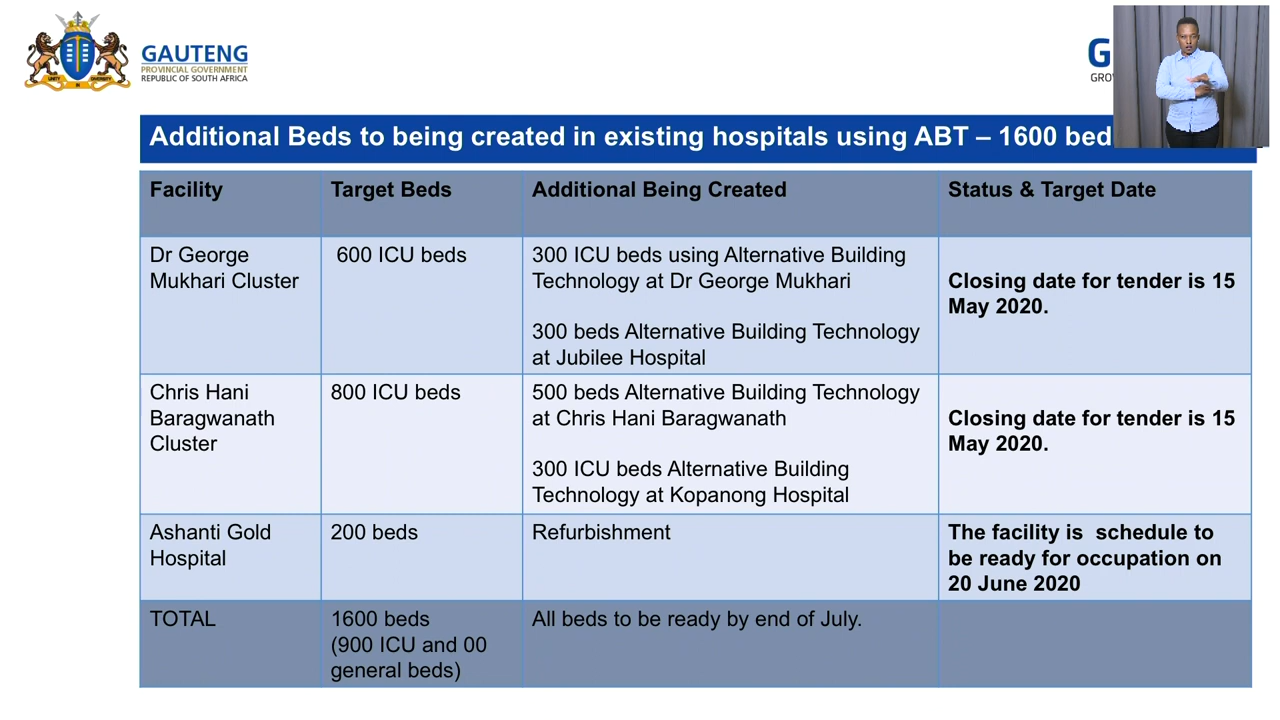 GAUTENG
PROVINCIAL GOVERNMENT
REPUBLIC OF SOUTH AFRICA
UNITY IN DIVERSITY
G
GRO
Additional Beds to being created in existing hospitals using ABT – 1600 bed
Facility
Target Beds
Additional Being Created
Status & Target Date
Dr George
Mukhari Cluster
600 ICU beds
300 ICU beds using Alternative Building
Technology at Dr George Mukhari
300 beds Alternative Building Technology
at Jubilee Hospital
Closing date for tender is 15
May 2020.
Chris Hani
Baragwanath
Cluster
800 ICU beds
500 beds Alternative Building Technology
at Chris Hani Baragwanath
300 ICU beds Alternative Building
Technology at Kopanong Hospital
Closing date for tender is 15
May 2020.
Ashanti Gold
Hospital
200 beds
Refurbishment
The facility is  schedule to
be ready for occupation on
20 June 2020
TOTAL
1600 beds
(900 ICU and 00
general beds)
All beds to be ready by end of July.